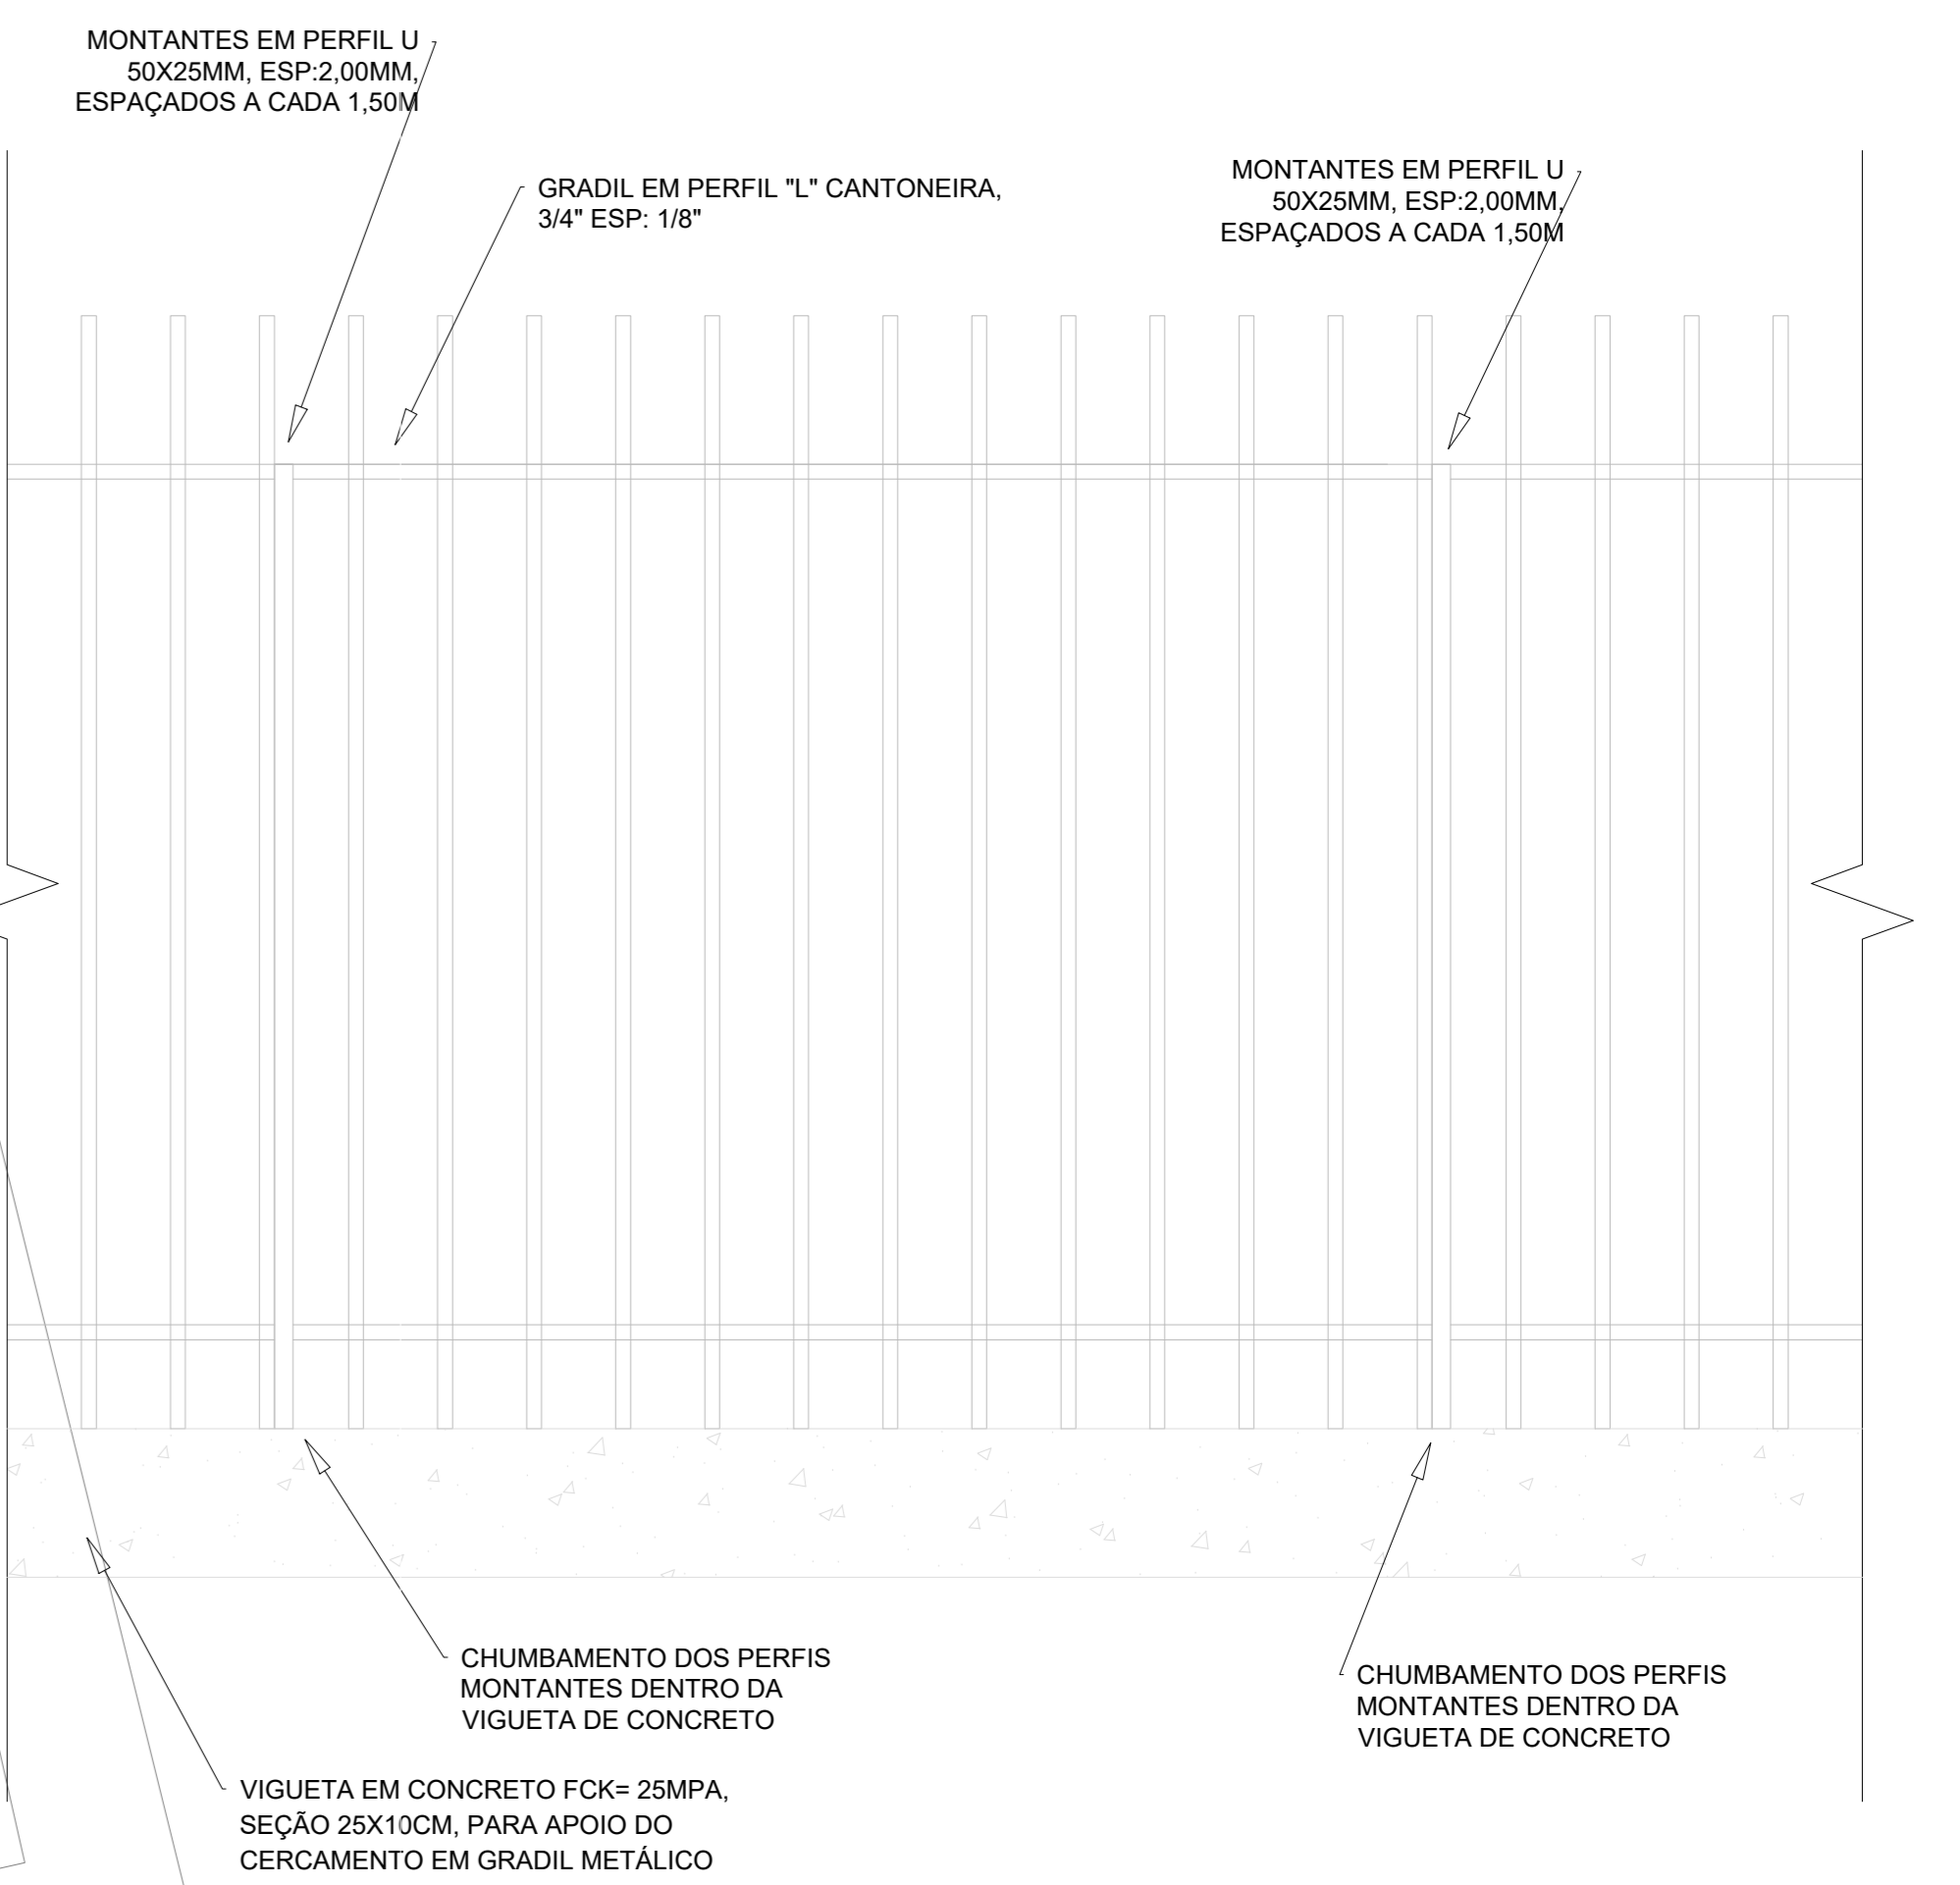 MONTANTES EM PERFIL U
50X25MM, ESP:2,00MM,
ESPAÇADOS A CADA 1,50M
GRADIL EM PERFIL "L" CANTONEIRA,
3/4" ESP: 1/8"
MONTANTES EM PERFIL U
50X25MM, ESP:2,00MM,
ESPAÇADOS A CADA 1,50M
CHUMBAMENTO DOS PERFIS
MONTANTES DENTRO DA
VIGUETA DE CONCRETO
CHUMBAMENTO DOS PERFIS
MONTANTES DENTRO DA
VIGUETA DE CONCRETO
VIGUETA EM CONCRETO FCK= 25MPA,
SEÇÃO 25X10CM, PARA APOIO DO
CERCAMENTO EM GRADIL METÁLICO